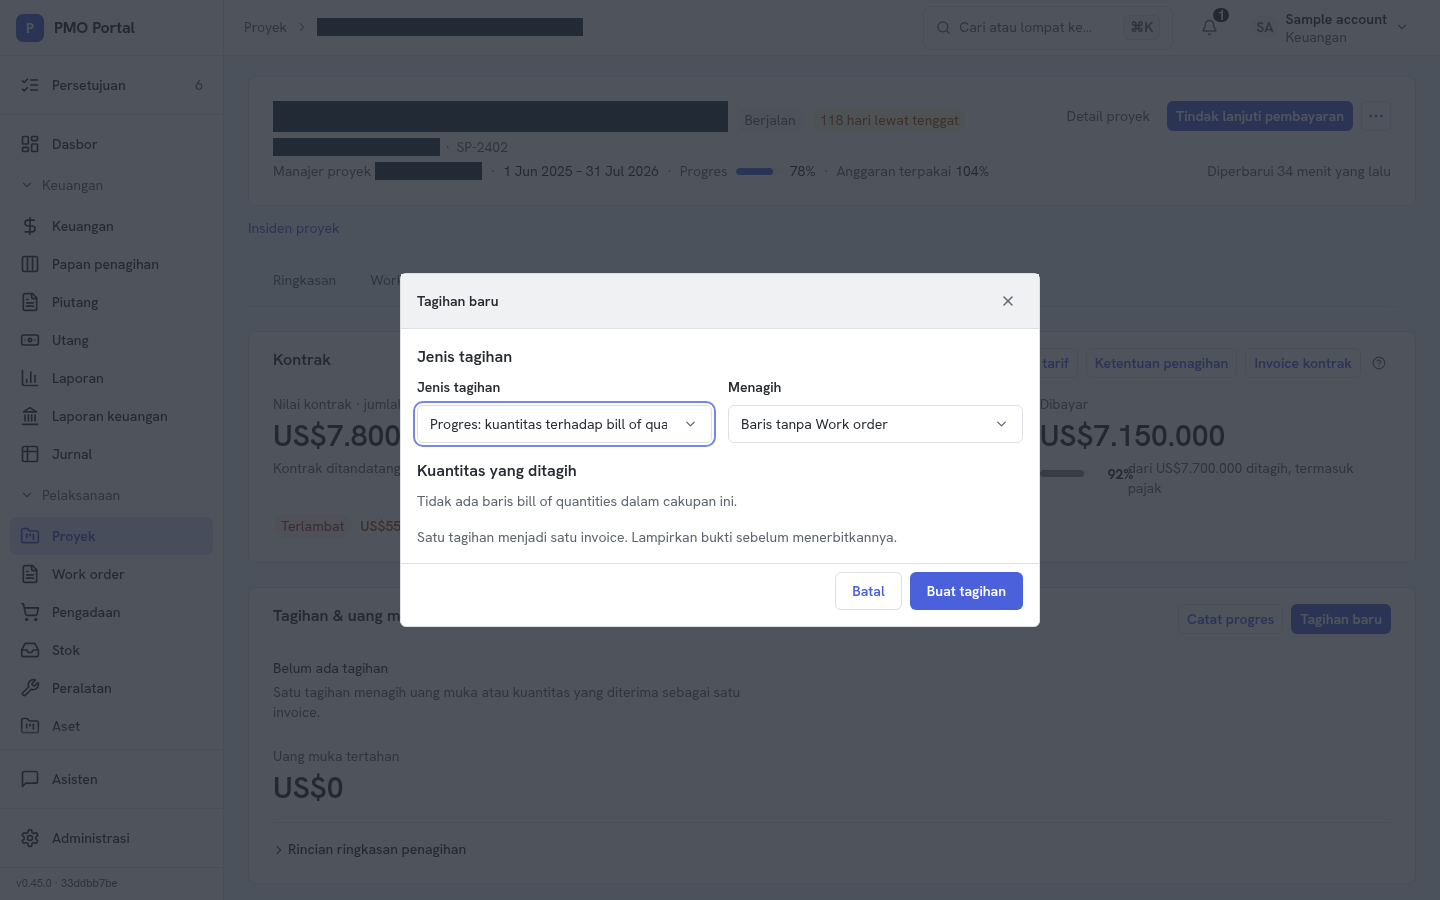 P PMO Portal
Proyek
Cari atau lompat ke...
⌘K
1
SA
Sample account
Keuangan
Persetujuan 6
Dasbor
Keuangan
Keuangan
Papan penagihan
Piutang
Utang
Laporan
Laporan keuangan
Jurnal
Pelaksanaan
Proyek
Work order
Pengadaan
Stok
Peralatan
Aset
Asisten
Administrasi
v0.45.0 · 33ddbb7be
Berjalan
118 hari lewat tenggat
Detail proyek
Tindak lanjuti pembayaran
· SP-2402
Manajer proyek · 1 Jun 2025 – 31 Jul 2026 · Progres 78% · Anggaran terpakai 104%
Diperbarui 34 menit yang lalu
Insiden proyek
Ringkasan
Work
Kontrak
tarif
Ketentuan penagihan
Invoice kontrak
Nilai kontrak · jumlal
US$7.800
Kontrak ditandatang
Dibayar
US$7.150.000
92%
dari US$7.700.000 ditagih, termasuk
pajak
Terlambat US$55
Tagihan baru
Jenis tagihan
Jenis tagihan
Progres: kuantitas terhadap bill of qua
Menagih
Baris tanpa Work order
Kuantitas yang ditagih
Tidak ada baris bill of quantities dalam cakupan ini.
Satu tagihan menjadi satu invoice. Lampirkan bukti sebelum menerbitkannya.
Batal
Buat tagihan
Tagihan & uang m
Catat progres
Tagihan baru
Belum ada tagihan
Satu tagihan menagih uang muka atau kuantitas yang diterima sebagai satu
invoice.
Uang muka tertahan
US$0
Rincian ringkasan penagihan